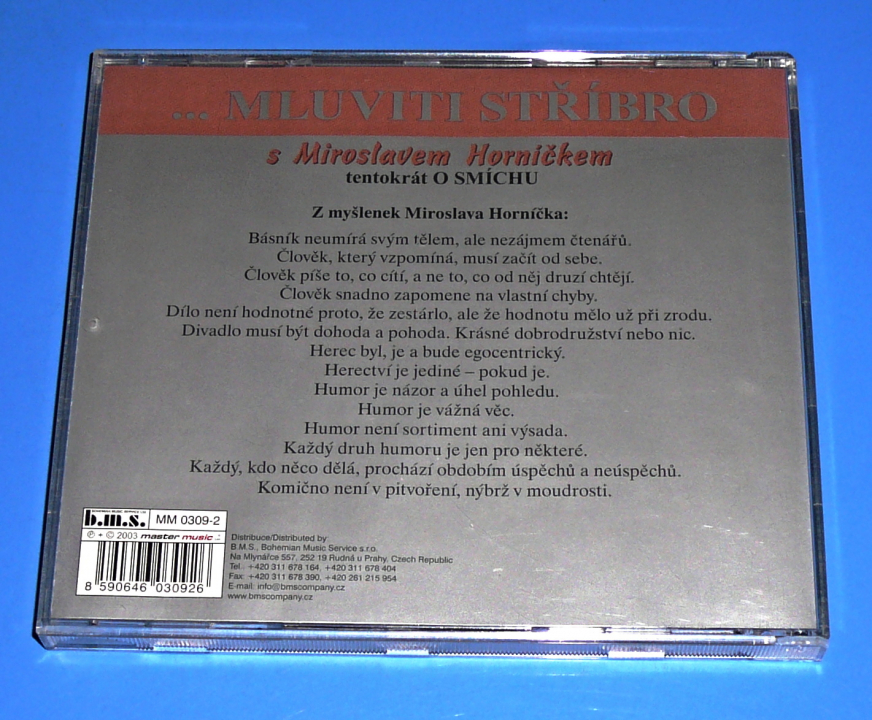 ... MLUVITI STŘÍBRO
s Miroslavem Horníčkem
tentokrát O SMÍCHU
Z myšlenek Miroslava Horníčka:
Básník neumírá svým tělem, ale nezájmem čtenářů.
Člověk, který vzpomíná, musí začít od sebe.
Člověk píše to, co cítí, a ne to, co od něj druzí chtějí.
Člověk snadno zapomene na vlastní chyby.
Dílo není hodnotné proto, že zestárlo, ale že hodnotu mělo už při zrodu.
Divadlo musí být dohoda a pohoda. Krásné dobrodružství nebo nic.
Herec byl, je a bude egocentrický.
Herectví je jediné – pokud je.
Humor je názor a úhel pohledu.
Humor je vážná věc.
Humor není sortiment ani výsada.
Každý druh humoru je jen pro některé.
Každý, kdo něco dělá, prochází obdobím úspěchů a neúspěchů.
Komično není v pitvoření, nýbrž v moudrosti.
BOHEMIAN MUSIC SERVICE LTD
b.m.s. MM 0309-2
℗ + © 2003 master music
8 590646 030926
Distribuce/Distributed by:
B.M.S., Bohemian Music Service s.r.o.
Na Mlynářce 557, 252 19 Rudná u Prahy, Czech Republic
Tel.: +420 311 678 164, +420 311 678 404
Fax: +420 311 678 390, +420 261 215 954
E-mail: info@bmscompany.cz
www.bmscompany.cz